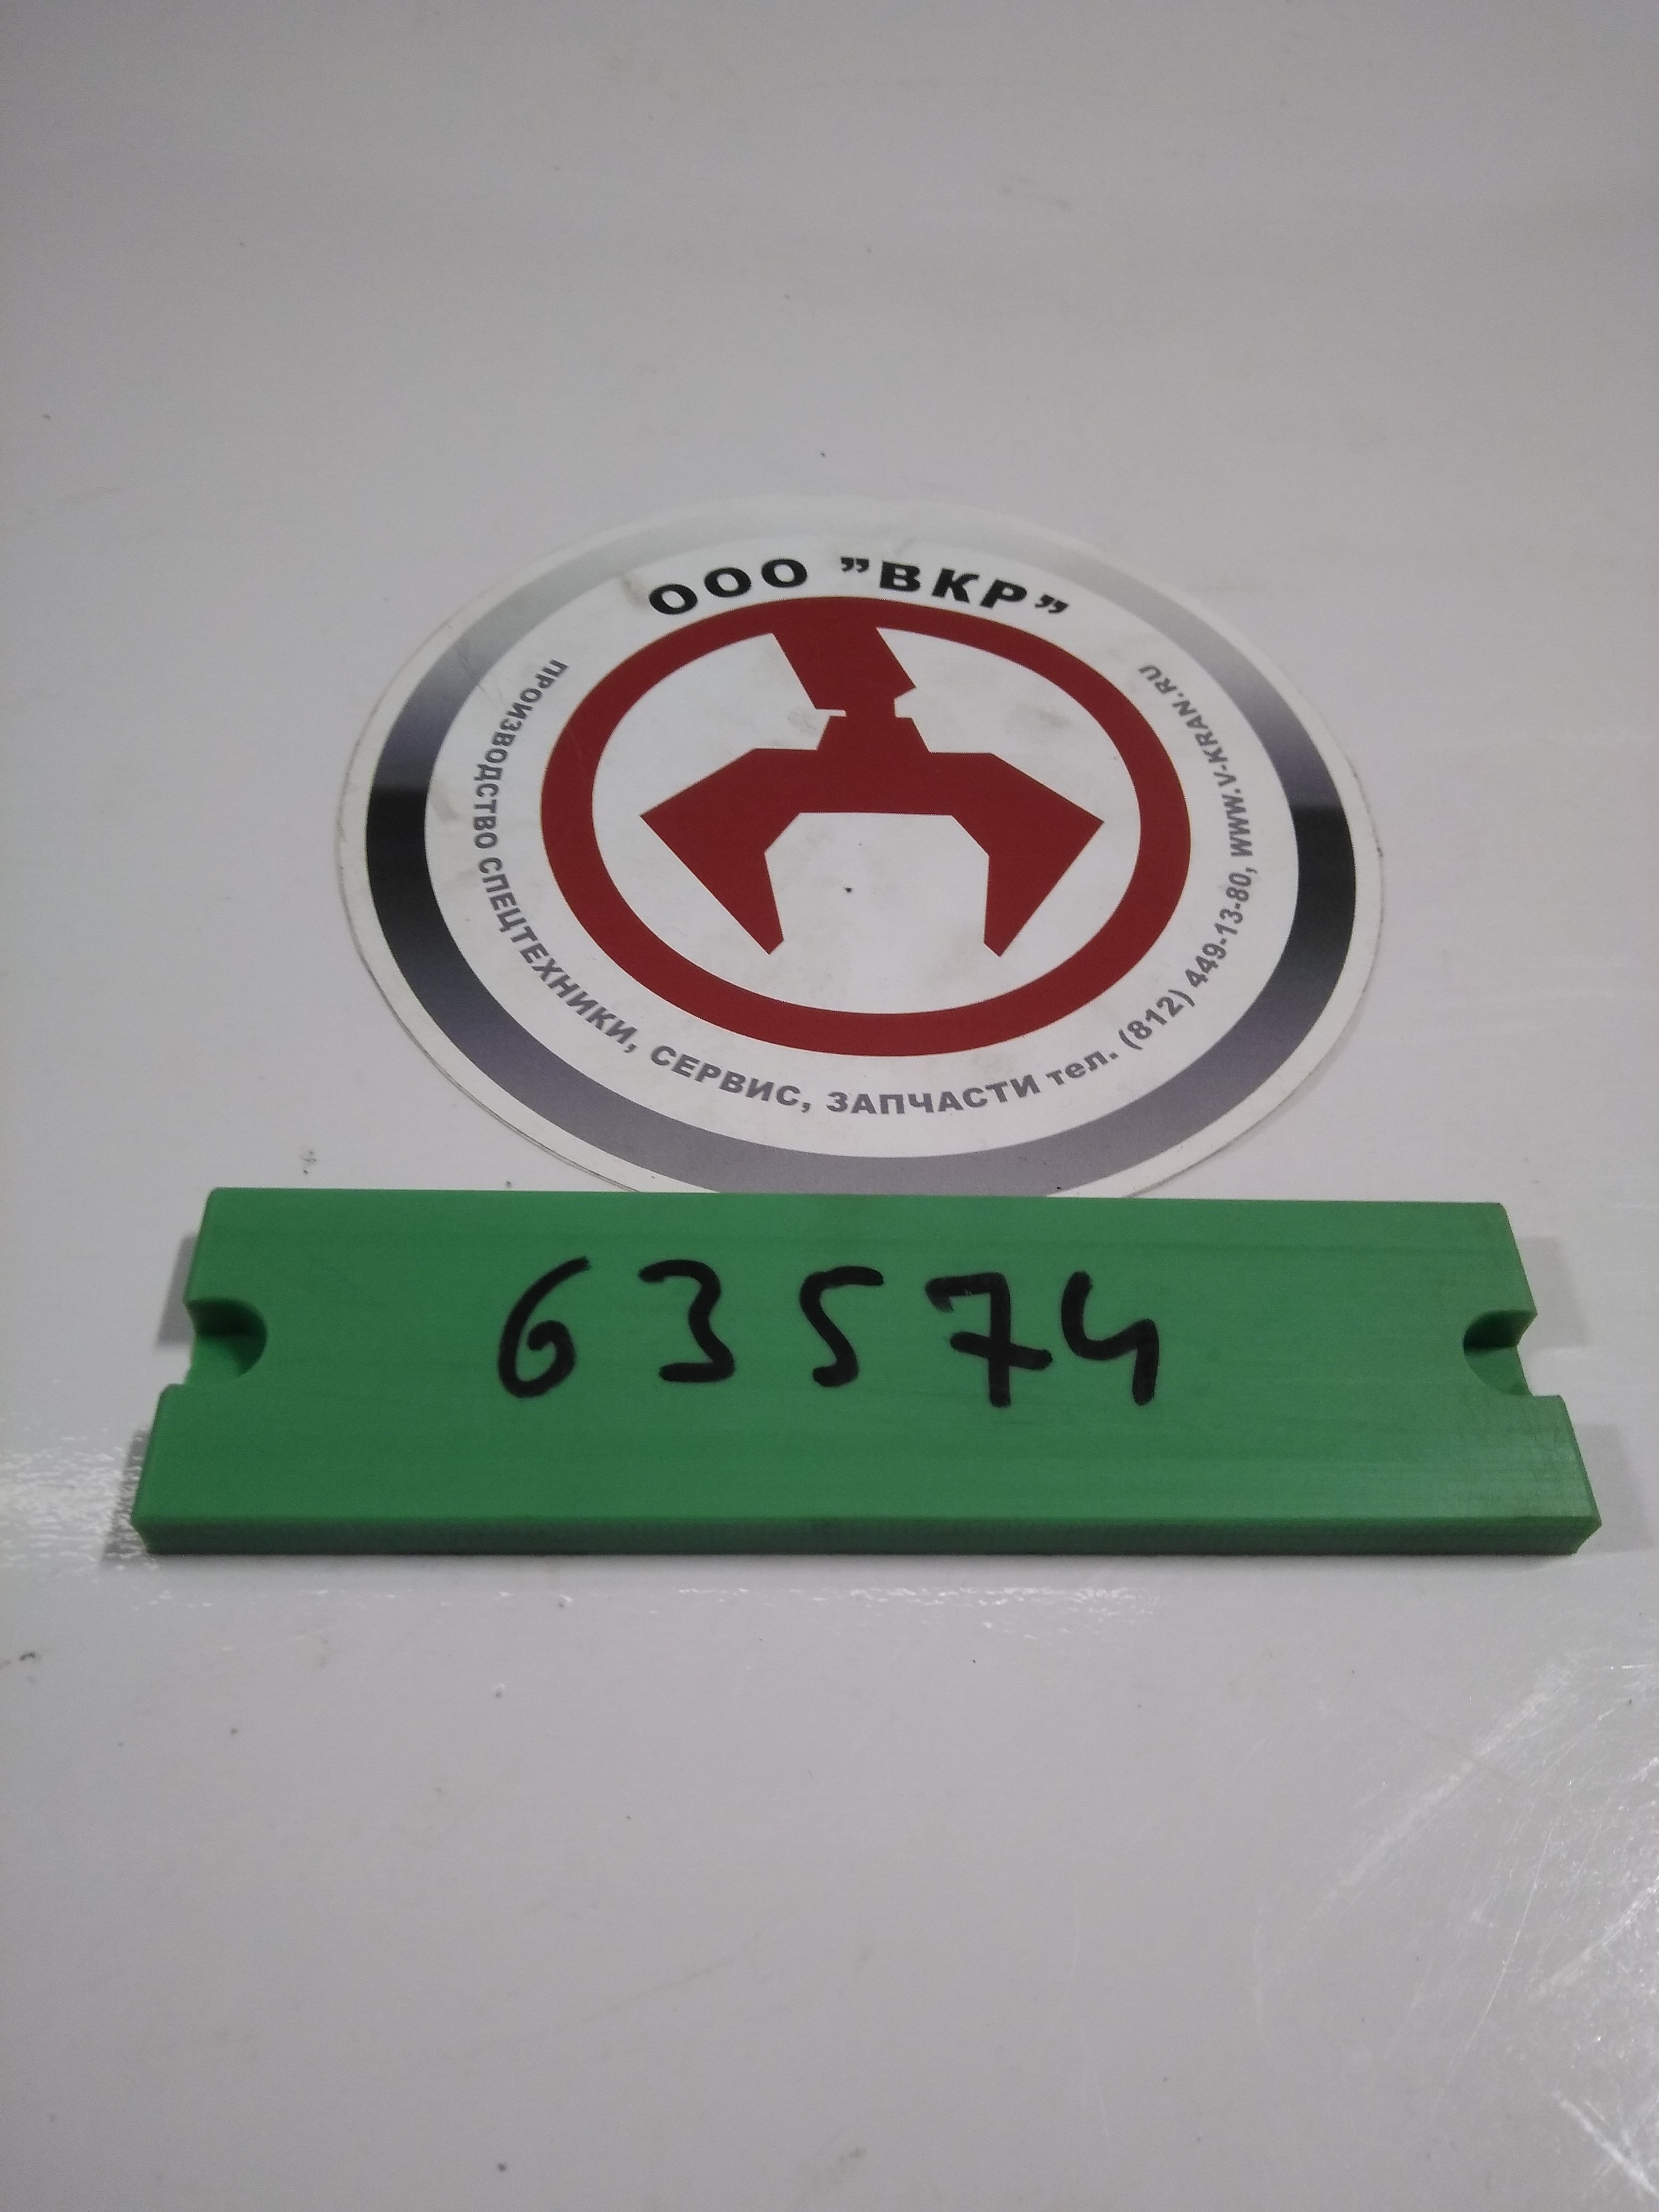 ООО "ВКР"
ПРОИЗВОДСТВО СПЕЦТЕХНИКИ, СЕРВИС, ЗАПЧАСТИ тел. (812) 449-13-80, WWW.V-KRAN.RU
63574